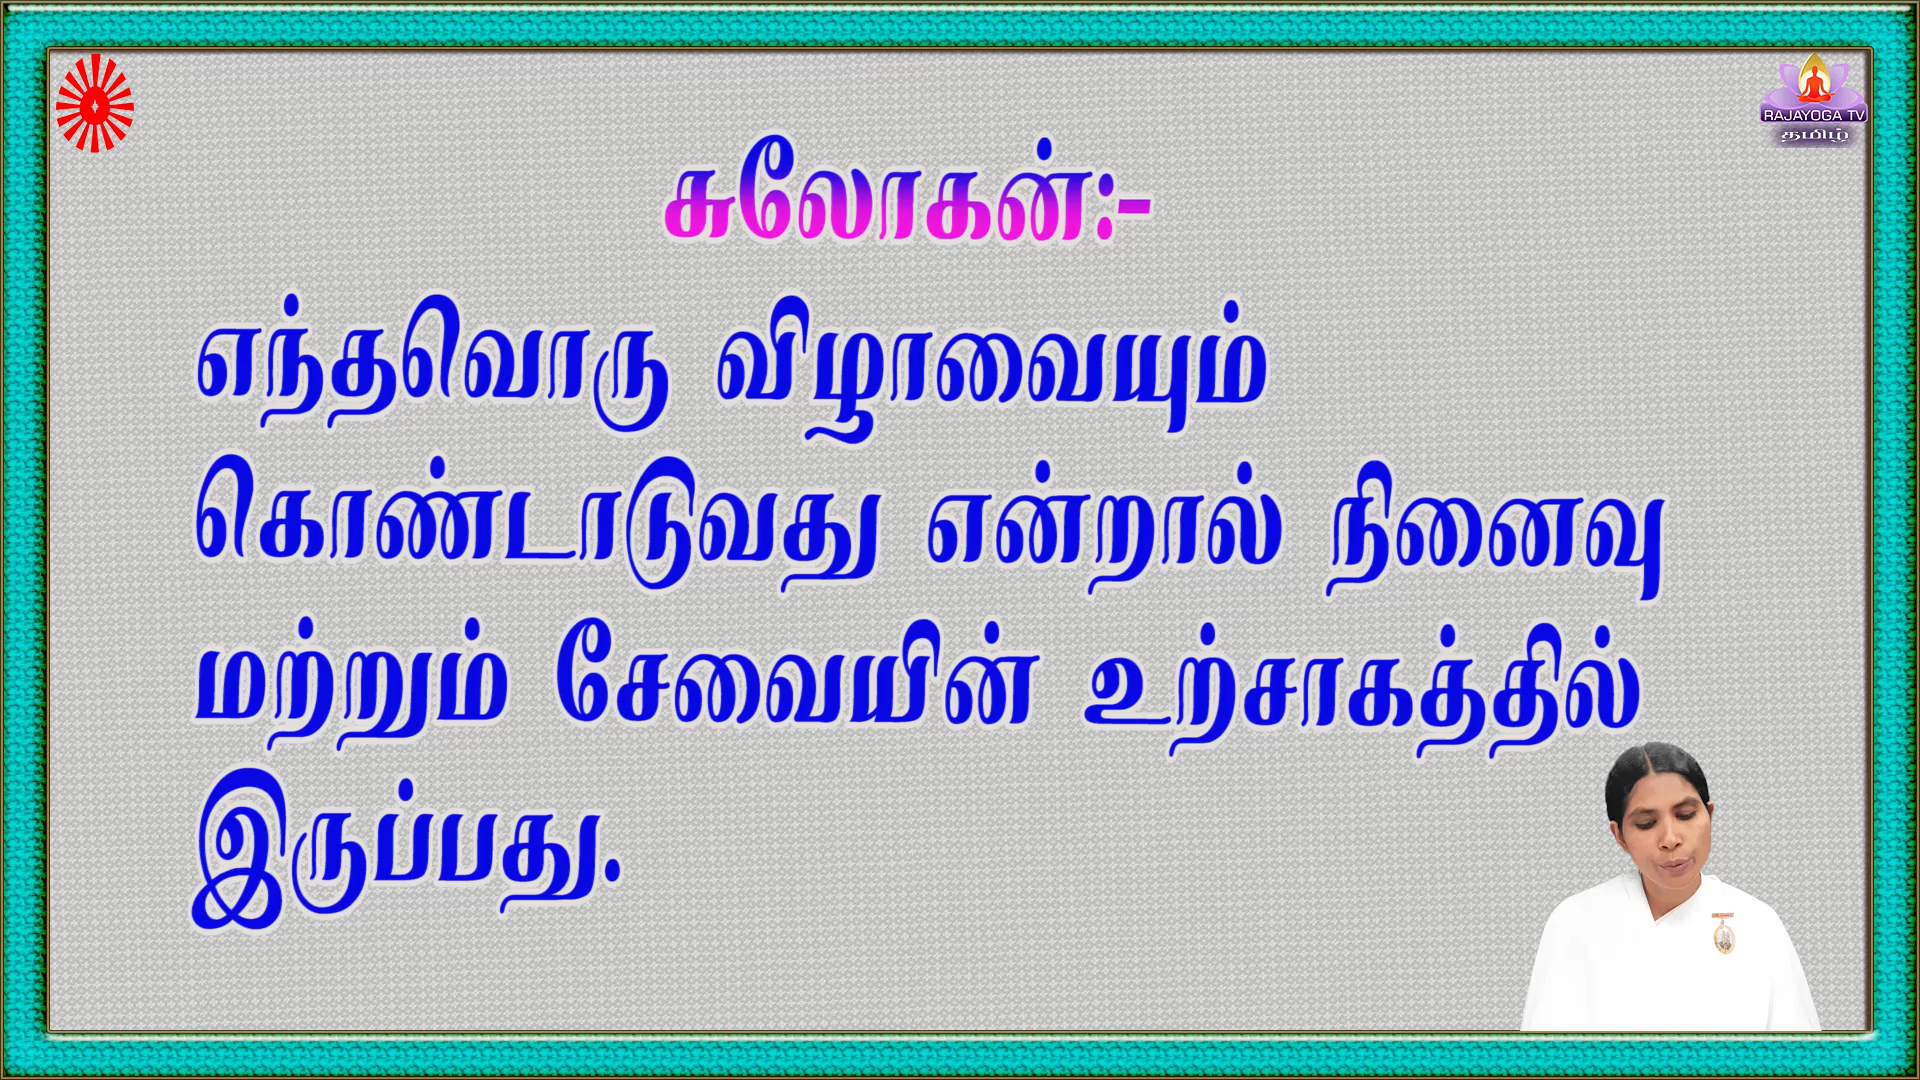 RAJAYOGA TV
தமிழ்
சுலோகன்:-
எந்தவொரு விழாவையும்
கொண்டாடுவது என்றால் நினைவு
மற்றும் சேவையின் உற்சாகத்தில்
இருப்பது.